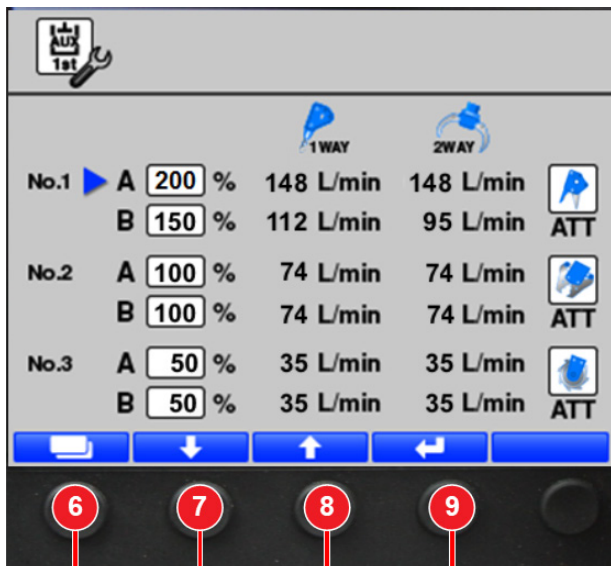 AUX
1st
1 WAY 2WAY
No.1 A 200 % 148 L/min 148 L/min
B 150 % 112 L/min 95 L/min ATT
No.2 A 100 % 74 L/min 74 L/min
B 100 % 74 L/min 74 L/min ATT
No.3 A 50 % 35 L/min 35 L/min
B 50 % 35 L/min 35 L/min ATT
6 7 8 9